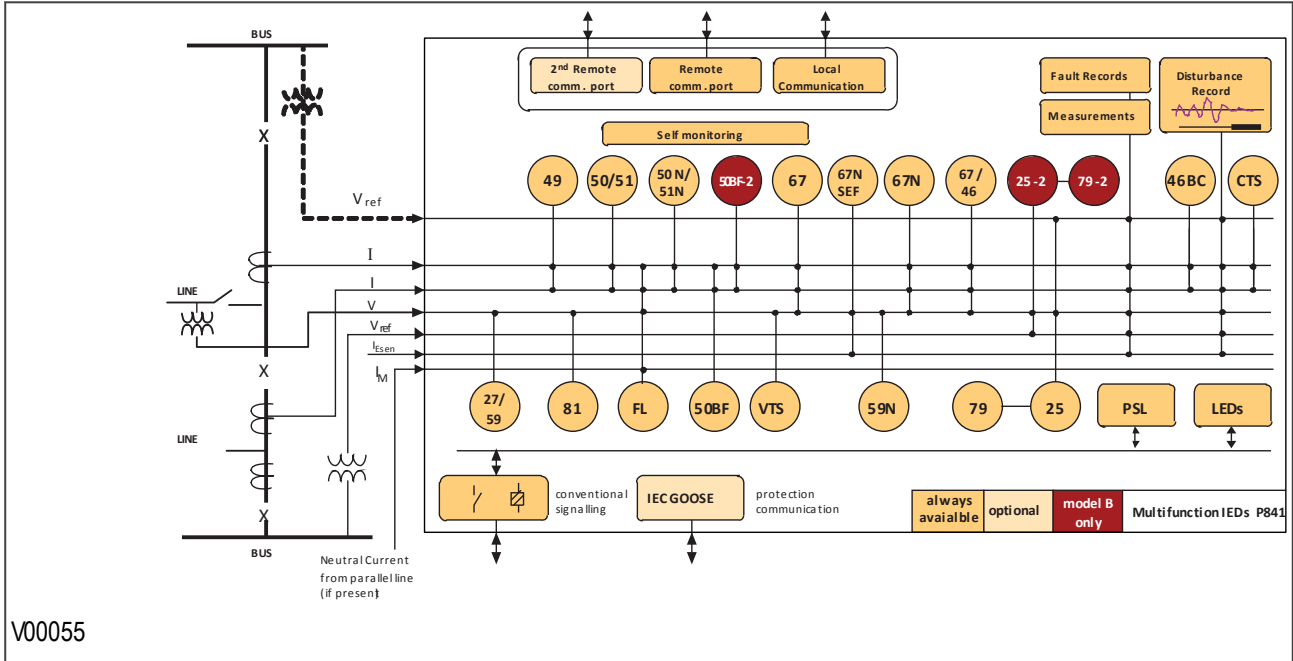 BUS
2nd Remote
comm. port
Remote
comm. port
Local
Communication
Fault Records
Measurements
Disturbance
Record
Self monitoring
X
49
50/51
50N/
51N
50BF-2
67
67N
SEF
67N
67/
46
25-2
79-2
46BC
CTS
Vref
I
LINE
I
V
Vref
IEsen
IM
X
27/
59
81
FL
50BF
VTS
59N
79
25
PSL
LEDs
LINE
X
BUS
conventional
signalling
IEC GOOSE
protection
communication
always
avaialble
optional
model B
only
Multifunction IEDs P841
Neutral Current
from parallel line
(if present)
V00055